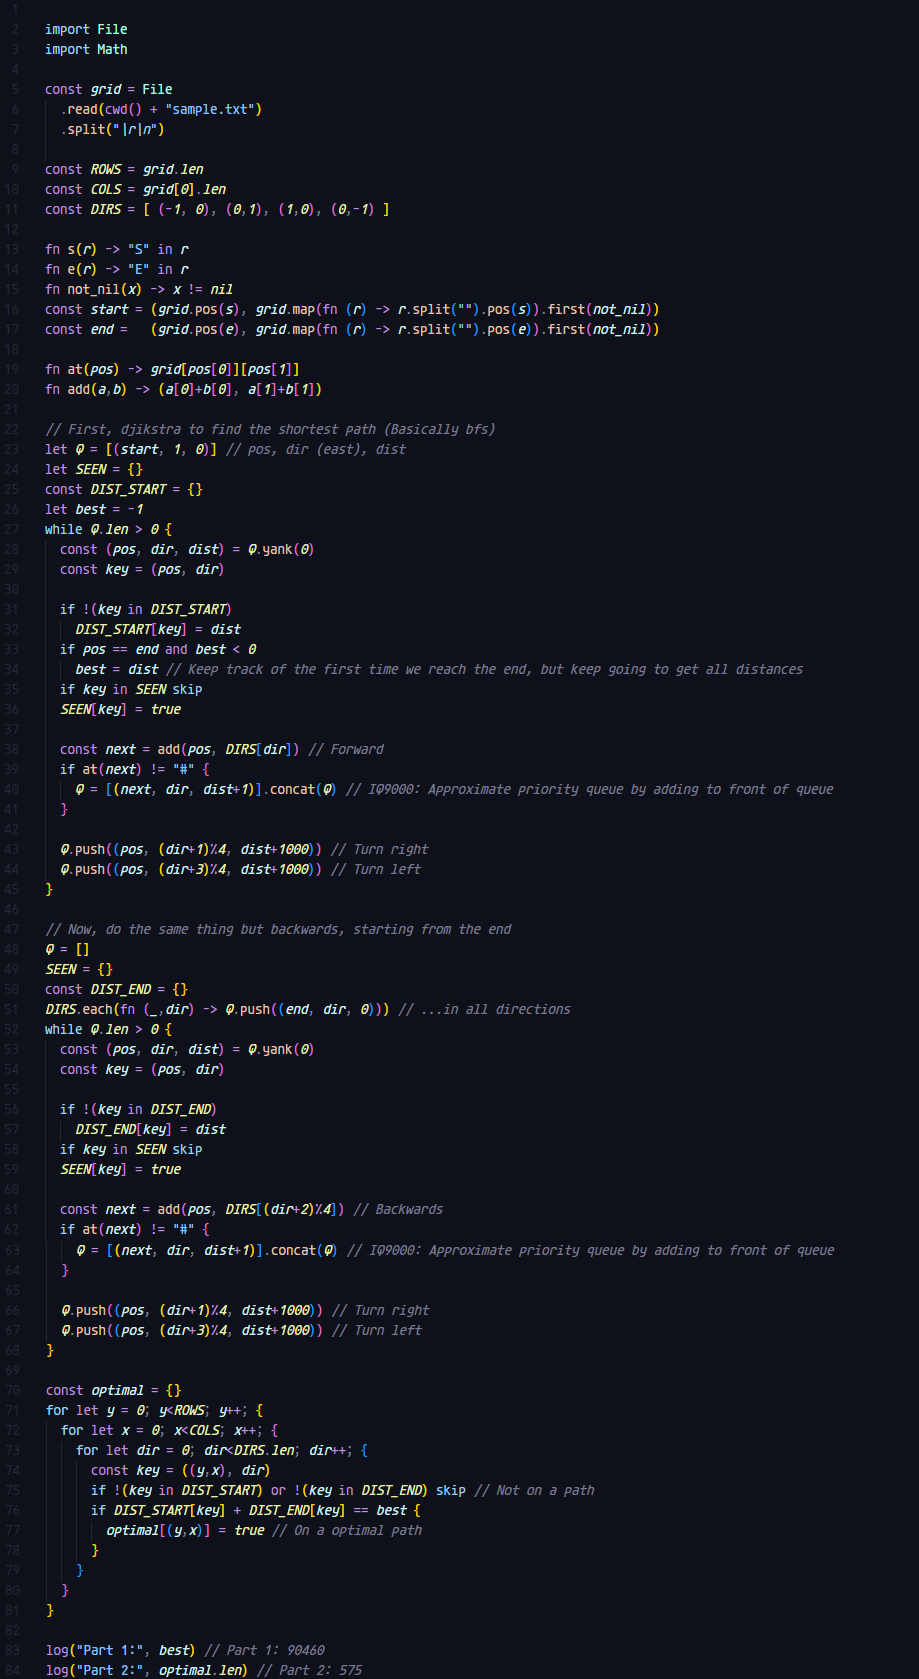 1
2 import File
3 import Math
4
5 const grid = File
6 .read(cwd() + "sample.txt")
7 .split("\r\n")
8
9 const ROWS = grid.len
10 const COLS = grid[0].len
11 const DIRS = [ (-1, 0), (0,1), (1,0), (0,-1) ]
12
13 fn s(r) -> "S" in r
14 fn e(r) -> "E" in r
15 fn not_nil(x) -> x != nil
16 const start = (grid.pos(s), grid.map(fn (r) -> r.split("").pos(s)).first(not_nil))
17 const end =   (grid.pos(e), grid.map(fn (r) -> r.split("").pos(e)).first(not_nil))
18
19 fn at(pos) -> grid[pos[0]][pos[1]]
20 fn add(a,b) -> (a[0]+b[0], a[1]+b[1])
21
22 // First, djikstra to find the shortest path (Basically bfs)
23 let Q = [(start, 1, 0)] // pos, dir (east), dist
24 let SEEN = {}
25 const DIST_START = {}
26 let best = -1
27 while Q.len > 0 {
28 const (pos, dir, dist) = Q.yank(0)
29 const key = (pos, dir)
30
31 if !(key in DIST_START)
32 DIST_START[key] = dist
33 if pos == end and best < 0
34 best = dist // Keep track of the first time we reach the end, but keep going to get all distances
35 if key in SEEN skip
36 SEEN[key] = true
37
38 const next = add(pos, DIRS[dir]) // Forward
39 if at(next) != "#" {
40 Q = [(next, dir, dist+1)].concat(Q) // IQ9000: Approximate priority queue by adding to front of queue
41 }
42
43 Q.push((pos, (dir+1)%4, dist+1000)) // Turn right
44 Q.push((pos, (dir+3)%4, dist+1000)) // Turn left
45 }
46
47 // Now, do the same thing but backwards, starting from the end
48 Q = []
49 SEEN = {}
50 const DIST_END = {}
51 DIRS.each(fn (_,dir) -> Q.push((end, dir, 0))) // ...in all directions
52 while Q.len > 0 {
53 const (pos, dir, dist) = Q.yank(0)
54 const key = (pos, dir)
55
56 if !(key in DIST_END)
57 DIST_END[key] = dist
58 if key in SEEN skip
59 SEEN[key] = true
60
61 const next = add(pos, DIRS[(dir+2)%4]) // Backwards
62 if at(next) != "#" {
63 Q = [(next, dir, dist+1)].concat(Q) // IQ9000: Approximate priority queue by adding to front of queue
64 }
65
66 Q.push((pos, (dir+1)%4, dist+1000)) // Turn right
67 Q.push((pos, (dir+3)%4, dist+1000)) // Turn left
68 }
69
70 const optimal = {}
71 for let y = 0; y<ROWS; y++; {
72 for let x = 0; x<COLS; x++; {
73 for let dir = 0; dir<DIRS.len; dir++; {
74 const key = ((y,x), dir)
75 if !(key in DIST_START) or !(key in DIST_END) skip // Not on a path
76 if DIST_START[key] + DIST_END[key] == best {
77 optimal[(y,x)] = true // On a optimal path
78 }
79 }
80 }
81 }
82
83 log("Part 1:", best) // Part 1: 90460
84 log("Part 2:", optimal.len) // Part 2: 575